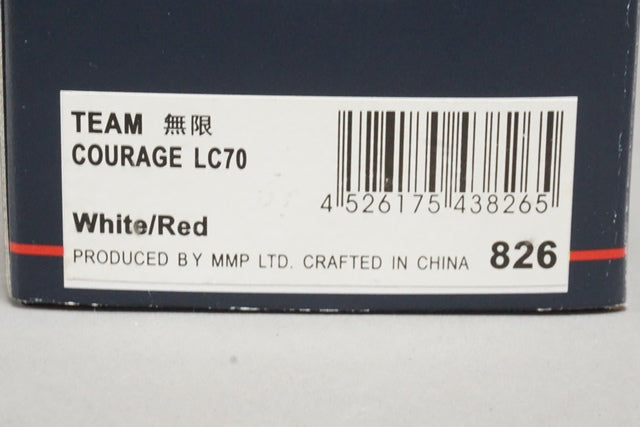 TEAM 無限
COURAGE LC70
4 526175 438265
White/Red
PRODUCED BY MMP LTD. CRAFTED IN CHINA 826